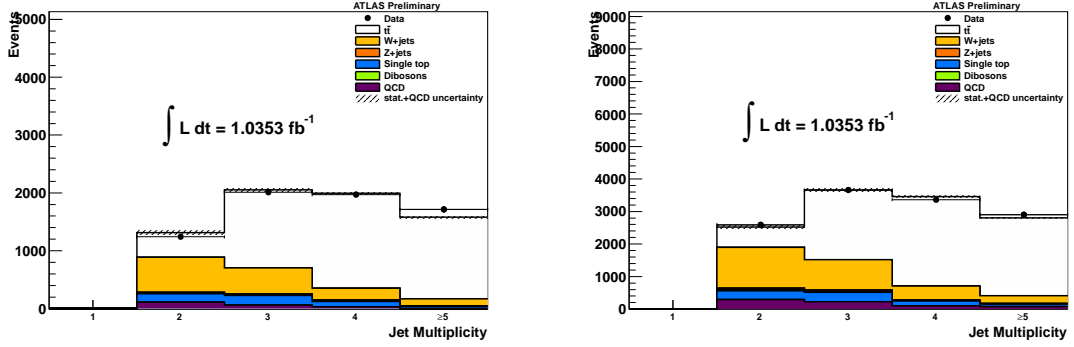 ATLAS Preliminary
Events
5000
4000
3000
2000
1000
0
Data
tt̄
W+jets
Z+jets
Single top
Dibosons
QCD
stat.+QCD uncertainty
∫ L dt = 1.0353 fb⁻¹
1 2 3 4 ≥5
Jet Multiplicity
ATLAS Preliminary
Events
9000
8000
7000
6000
5000
4000
3000
2000
1000
0
Data
tt̄
W+jets
Z+jets
Single top
Dibosons
QCD
stat.+QCD uncertainty
∫ L dt = 1.0353 fb⁻¹
1 2 3 4 ≥5
Jet Multiplicity